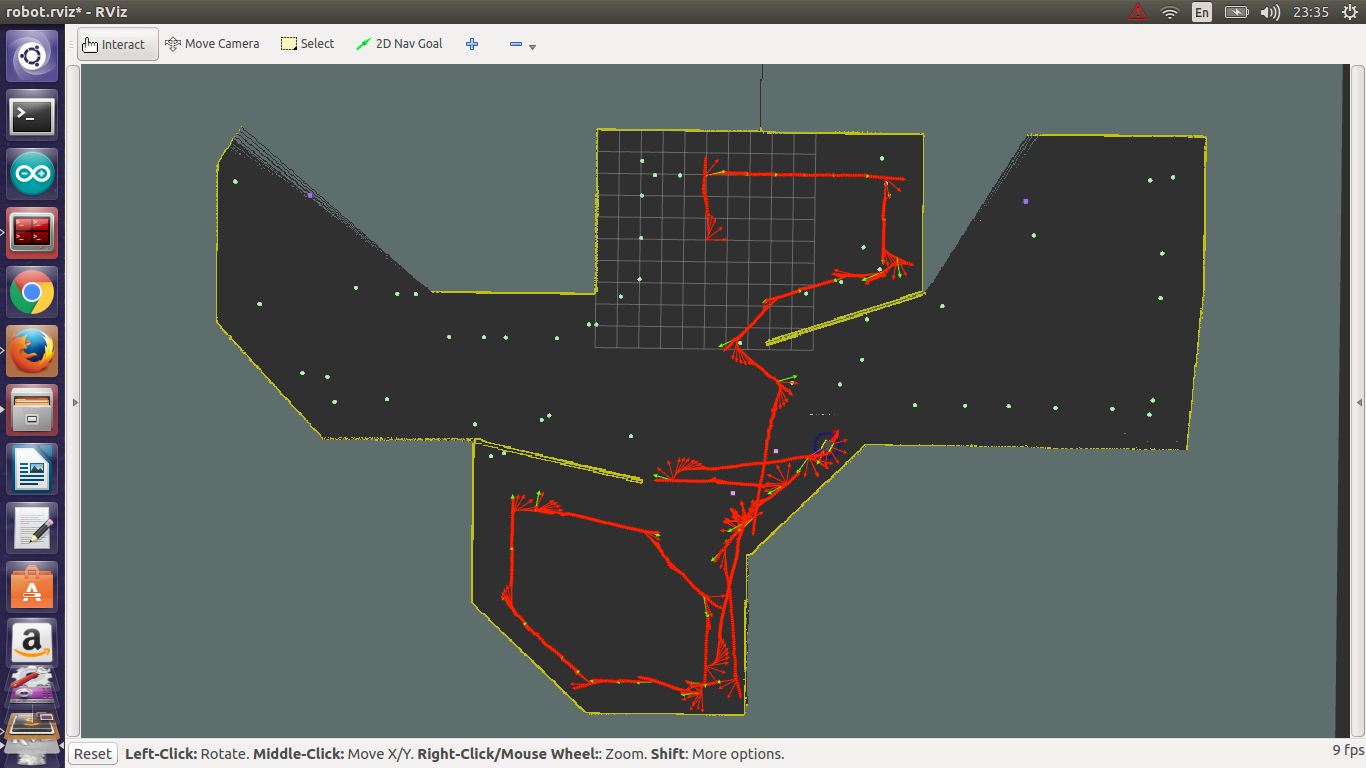 robot.rviz* - RViz
En
23:35
Interact
Move Camera
Select
2D Nav Goal
Reset
Left-Click: Rotate. Middle-Click: Move X/Y. Right-Click/Mouse Wheel:: Zoom. Shift: More options.
9 fps